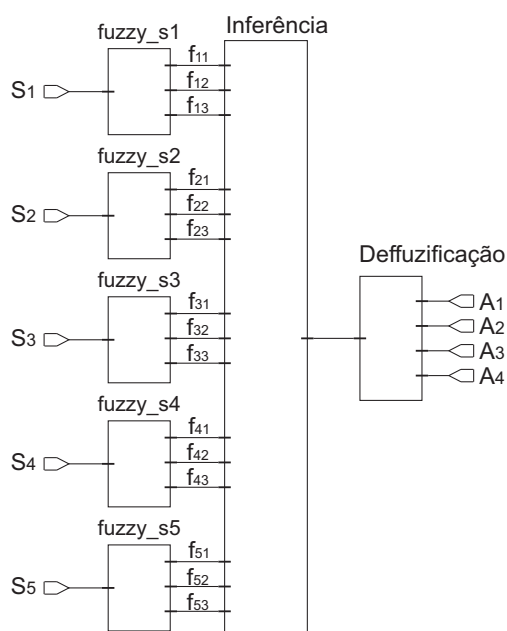 Inferência
fuzzy_s1
S1
f11
f12
f13
fuzzy_s2
S2
f21
f22
f23
fuzzy_s3
S3
f31
f32
f33
fuzzy_s4
S4
f41
f42
f43
fuzzy_s5
S5
f51
f52
f53
Deffuzificação
A1
A2
A3
A4